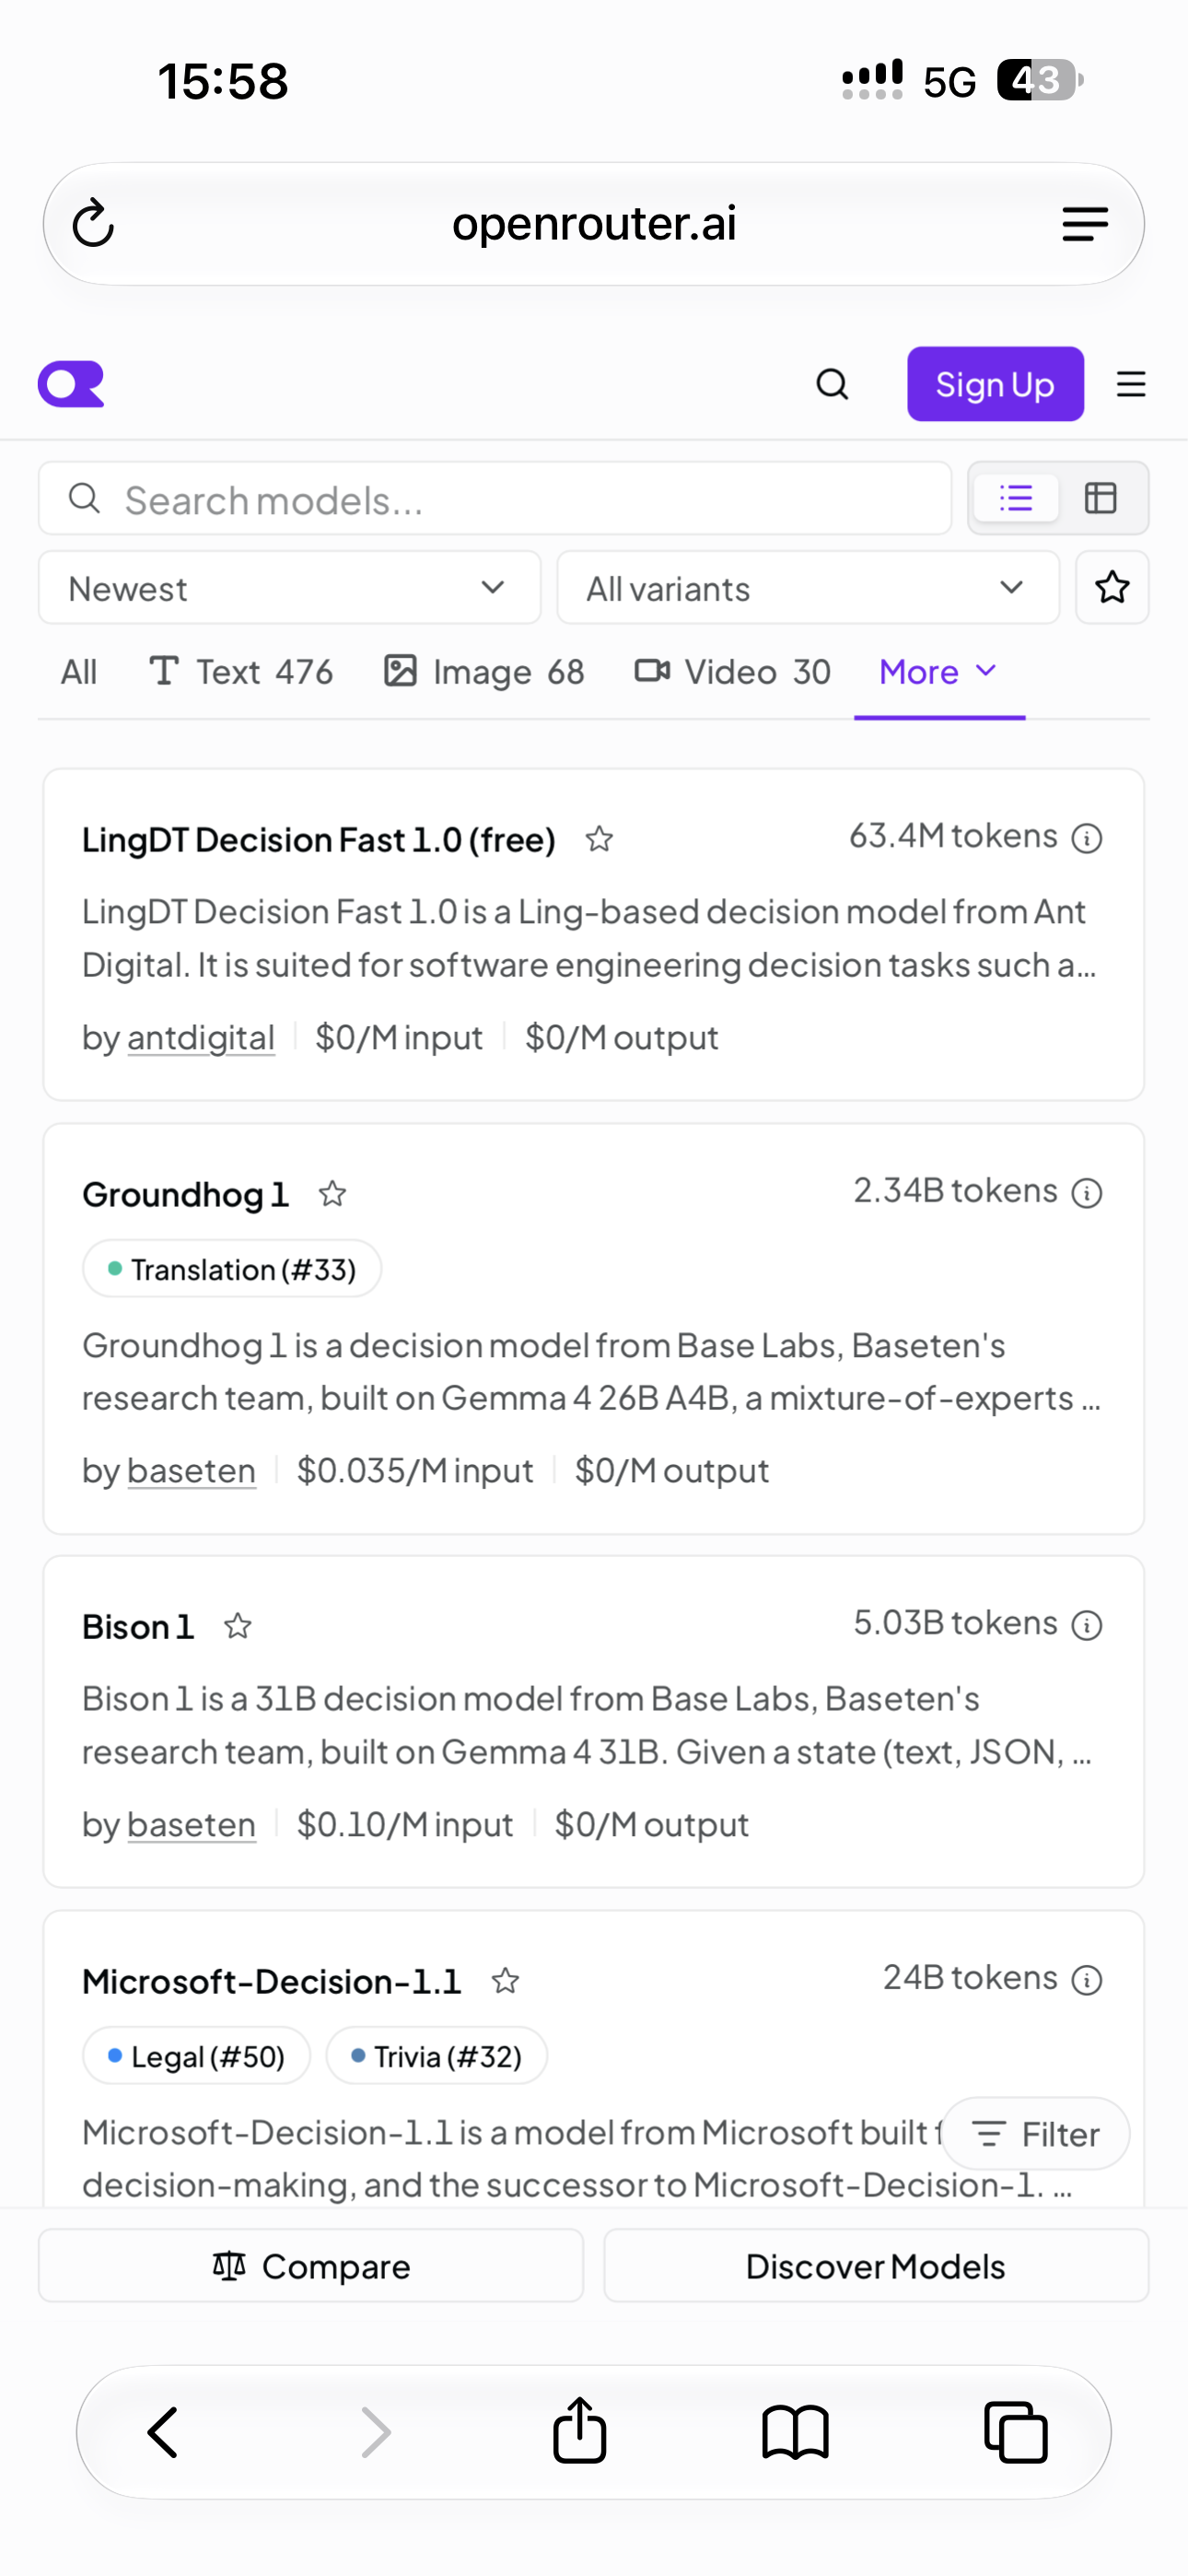 15:58
5G
43
openrouter.ai
Sign Up
Search models...
Newest
All variants
All
Text 476
Image 68
Video 30
More
LingDT Decision Fast 1.0 (free)
63.4M tokens
LingDT Decision Fast 1.0 is a Ling-based decision model from Ant
Digital. It is suited for software engineering decision tasks such a...
by antdigital
$0/M input
$0/M output
Groundhog 1
2.34B tokens
Translation (#33)
Groundhog 1 is a decision model from Base Labs, Baseten's
research team, built on Gemma 4 26B A4B, a mixture-of-experts ...
by baseten
$0.035/M input
$0/M output
Bison 1
5.03B tokens
Bison 1 is a 31B decision model from Base Labs, Baseten's
research team, built on Gemma 4 31B. Given a state (text, JSON, ...
by baseten
$0.10/M input
$0/M output
Microsoft-Decision-1.1
24B tokens
Legal (#50)
Trivia (#32)
Microsoft-Decision-1.1 is a model from Microsoft built
Filter
decision-making, and the successor to Microsoft-Decision-1. ...
Compare
Discover Models